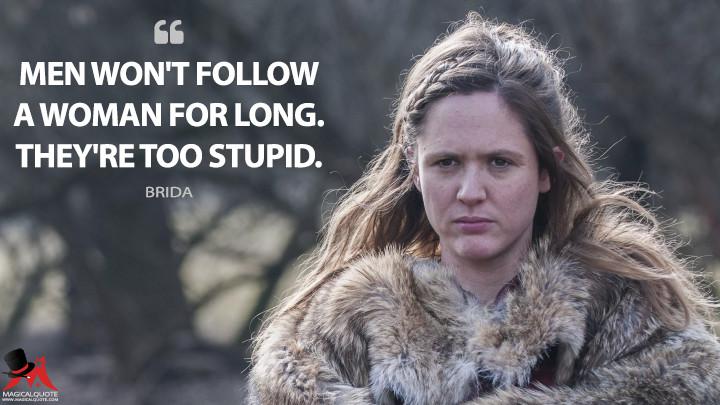 ❝
MEN WON'T FOLLOW
A WOMAN FOR LONG.
THEY'RE TOO STUPID.
BRIDA
MAGICALQUOTE
WWW.MAGICALQUOTE.COM